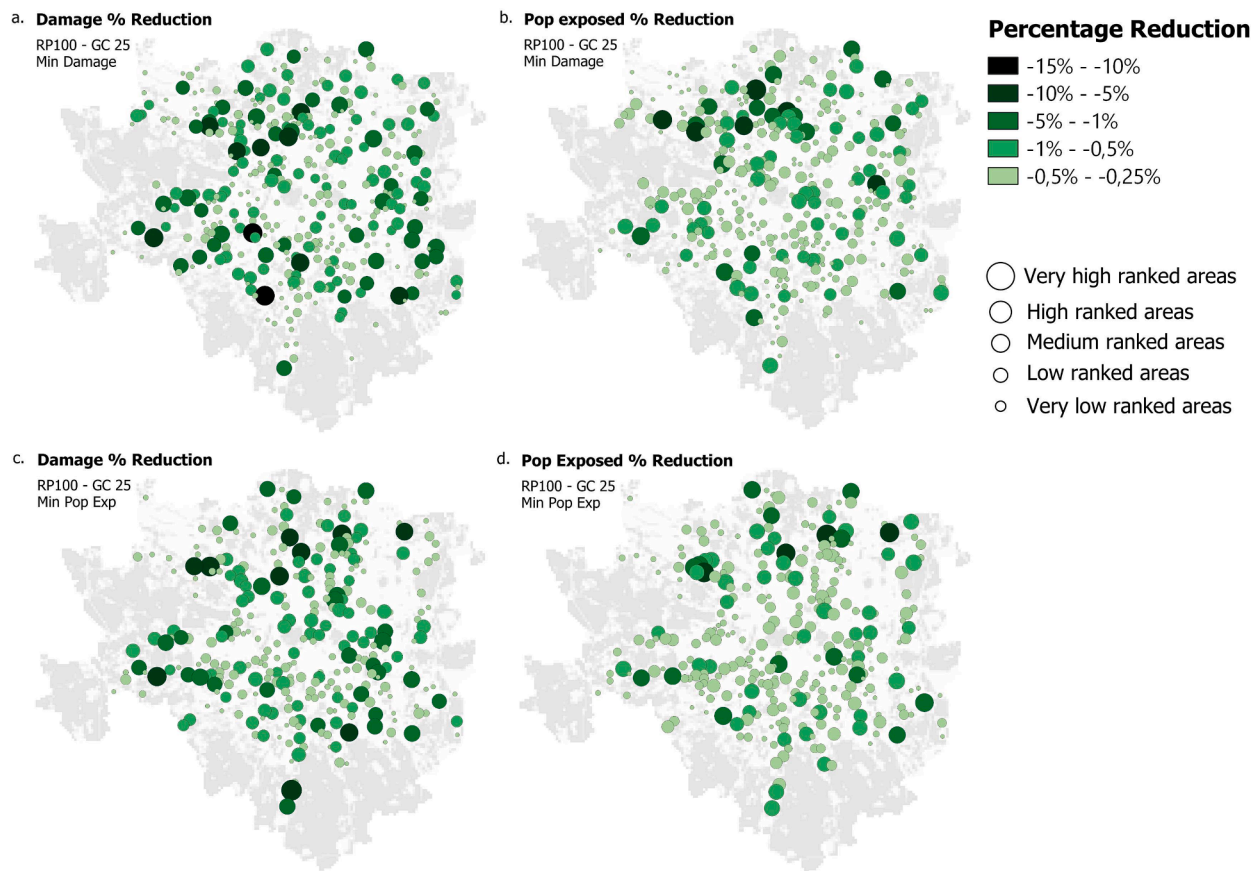 a. Damage % Reduction
RP100 - GC 25
Min Damage
b. Pop exposed % Reduction
RP100 - GC 25
Min Damage
Percentage Reduction
-15% - -10%
-10% - -5%
-5% - -1%
-1% - -0,5%
-0,5% - -0,25%
Very high ranked areas
High ranked areas
Medium ranked areas
Low ranked areas
Very low ranked areas
c. Damage % Reduction
RP100 - GC 25
Min Pop Exp
d. Pop Exposed % Reduction
RP100 - GC 25
Min Pop Exp